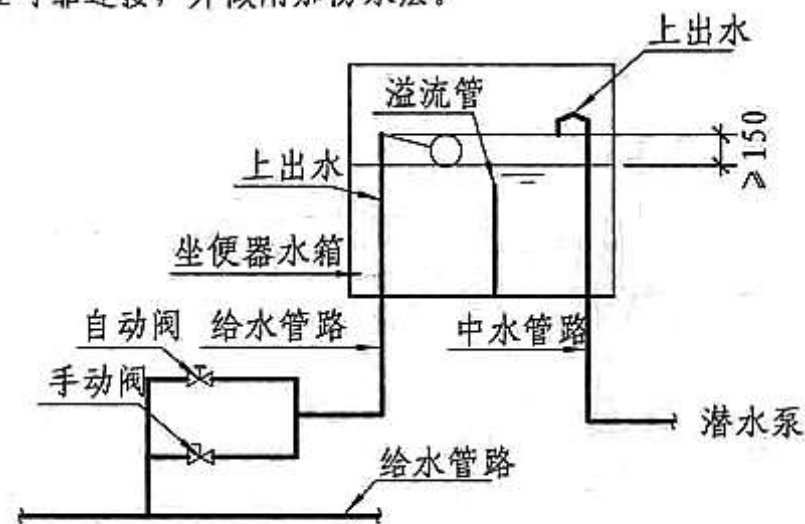 上出水
溢流管
≥150
上出水
坐便器水箱
自动阀
给水管路
中水管路
手动阀
潜水泵
给水管路